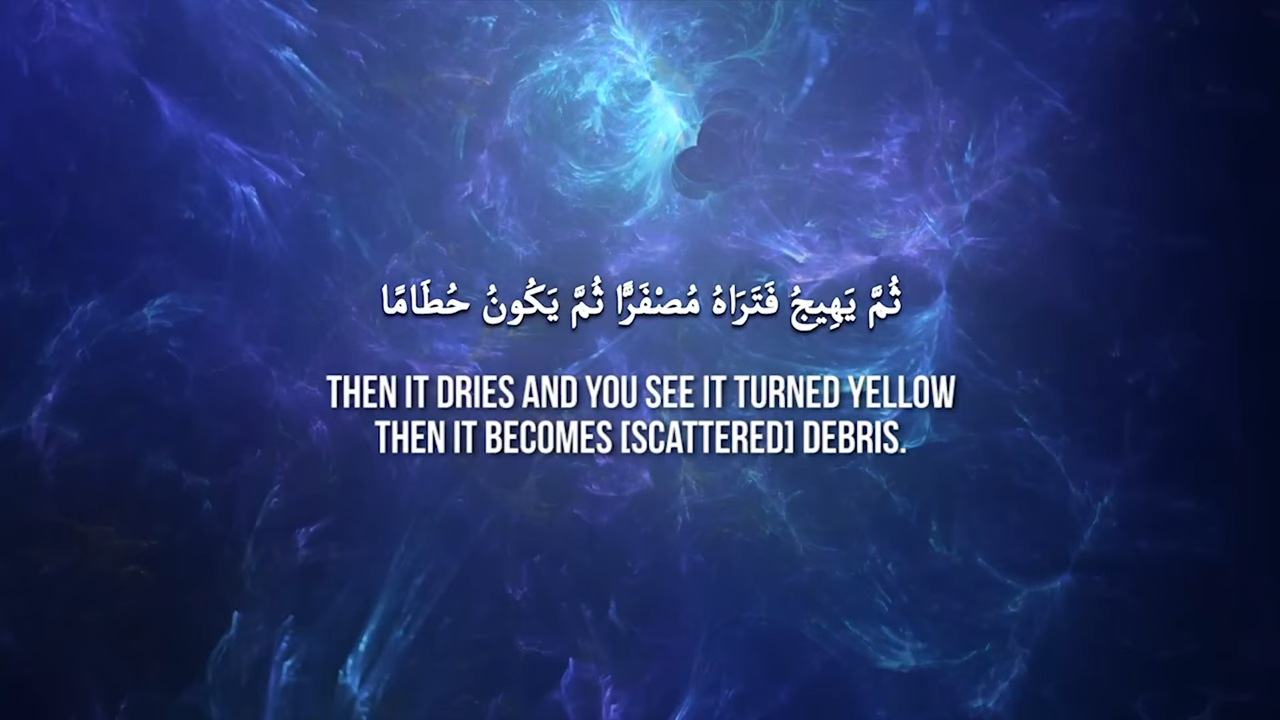 ثُمَّ يَهِيجُ فَتَرَاهُ مُصْفَرًّا ثُمَّ يَكُونُ حُطَامًا
THEN IT DRIES AND YOU SEE IT TURNED YELLOW
THEN IT BECOMES [SCATTERED] DEBRIS.